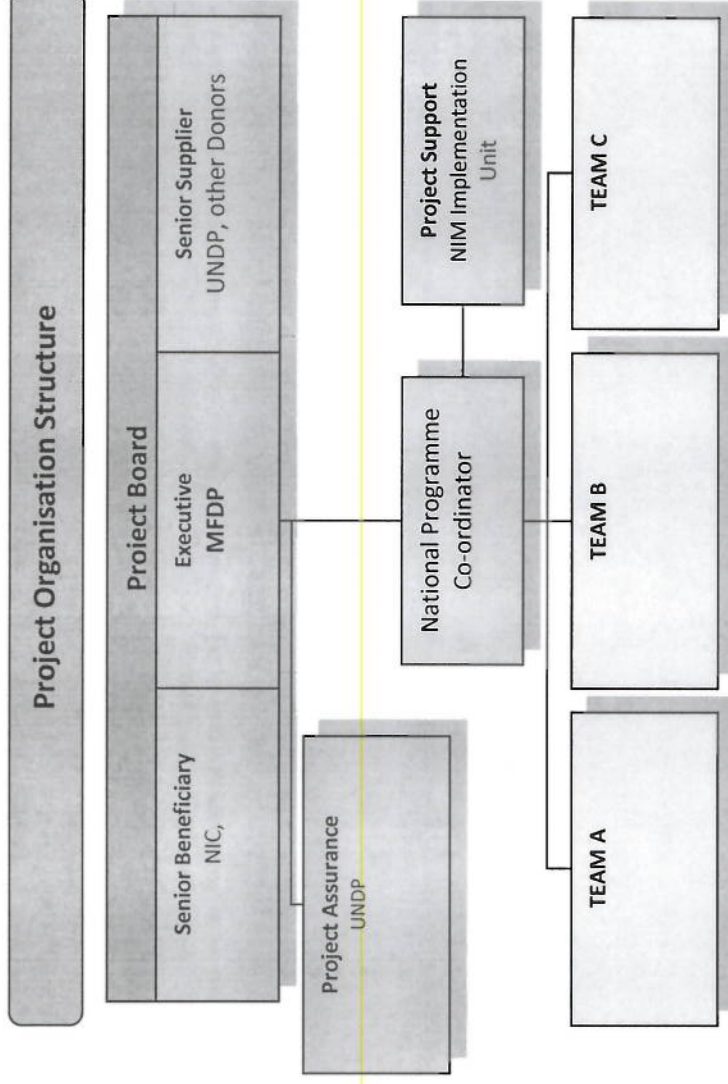 Project Organisation Structure
Project Board
Senior Beneficiary
NIC,
Executive
MFDP
Senior Supplier
UNDP, other Donors
Project Assurance
UNDP
National Programme
Co-ordinator
Project Support
NIM Implementation
Unit
TEAM A
TEAM B
TEAM C